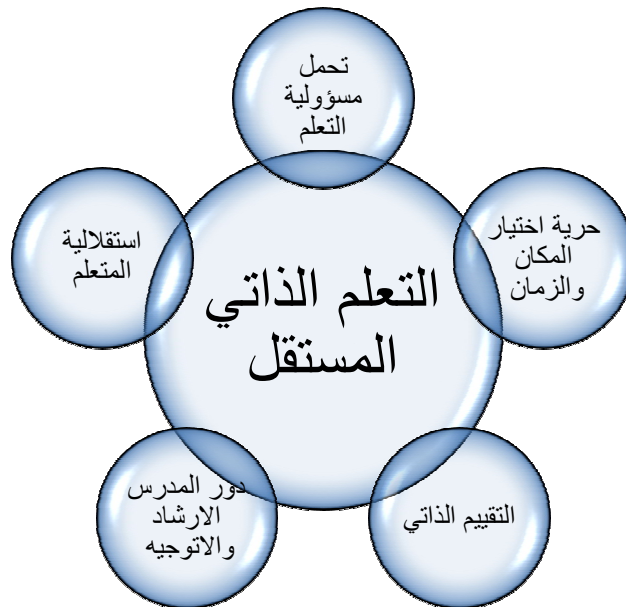 تحمل
مسؤولية
التعلم
حرية اختيار
المكان
والزمان
استقلالية
المتعلم
التعلم الذاتي
المستقل
دور المدرس
الارشاد
والاتوجيه
التقييم الذاتي